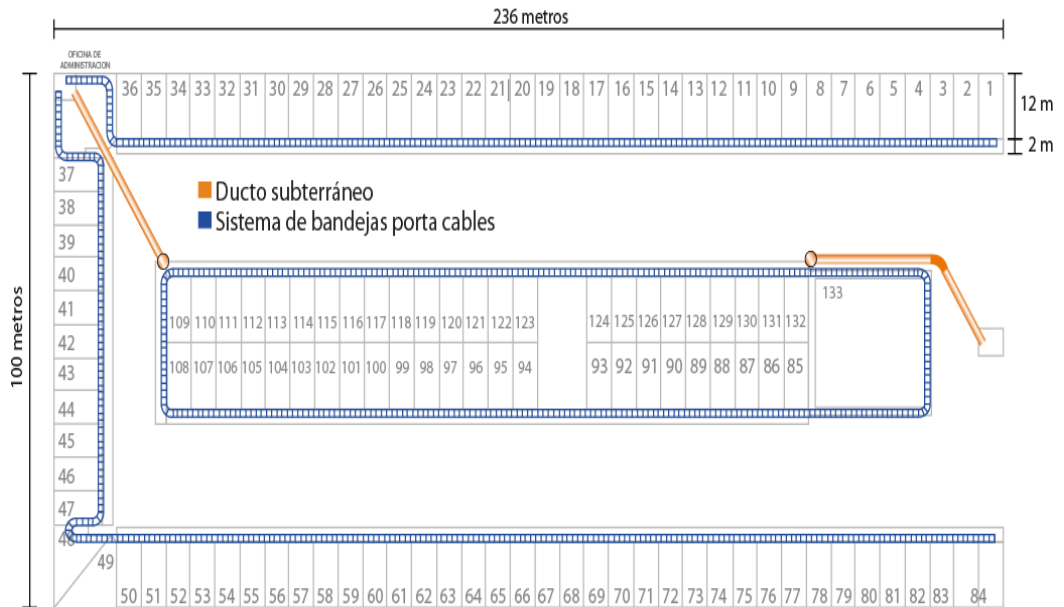 236 metros
OFICINA DE
ADMINISTRACION
36 35 34 33 32 31 30 29 28 27 26 25 24 23 22 21 20 19 18 17 16 15 14 13 12 11 10 9 8 7 6 5 4 3 2 1
12 m
2 m
37
Ducto subterráneo
38
Sistema de bandejas porta cables
39
40
133
41
109 110 111 112 113 114 115 116 117 118 119 120 121 122 123 124 125 126 127 128 129 130 131 132
42
100 metros
108 107 106 105 104 103 102 101 100 99 98 97 96 95 94 93 92 91 90 89 88 87 86 85
43
44
45
46
47
48
49
50 51 52 53 54 55 56 57 58 59 60 61 62 63 64 65 66 67 68 69 70 71 72 73 74 75 76 77 78 79 80 81 82 83 84